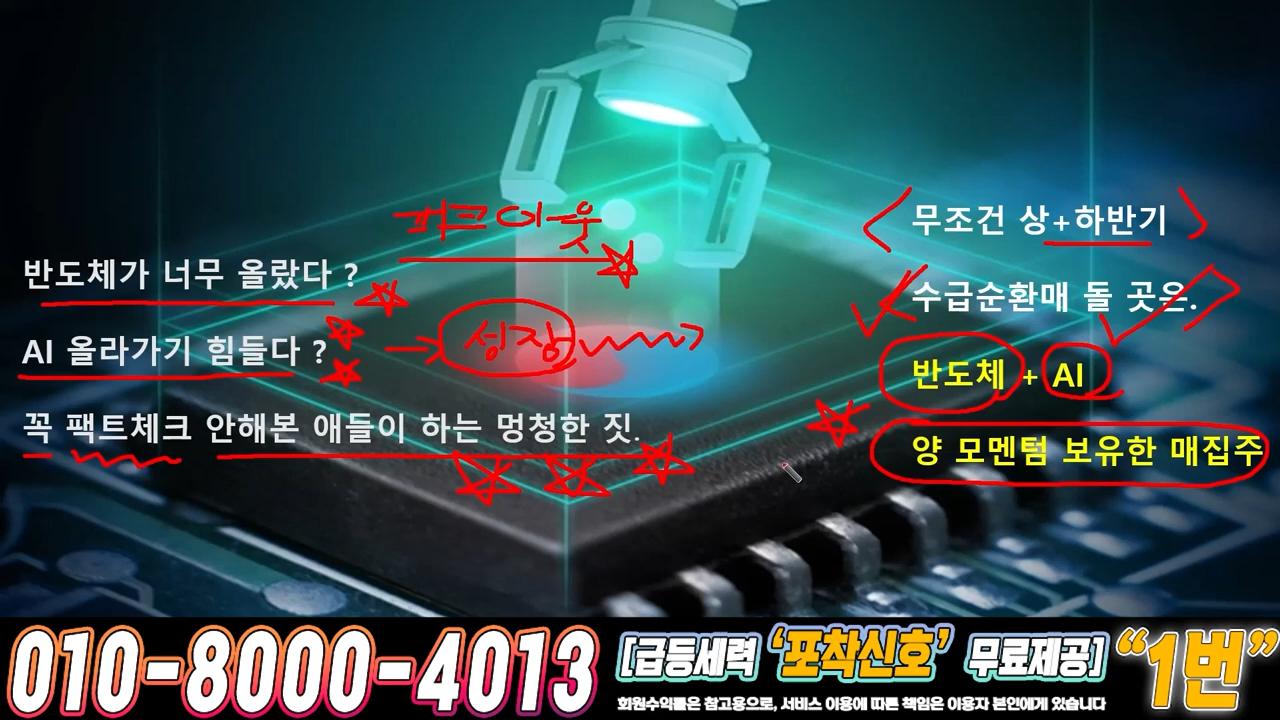 피크아웃
반도체가 너무 올랐다 ?
AI 올라가기 힘들다 ?
성장
꼭 팩트체크 안해본 애들이 하는 멍청한 짓.
무조건 상+하반기
수급순환매 돌 곳은.
반도체 + AI
양 모멘텀 보유한 매집주
010-8000-4013
[급등세력 '포착신호' 무료제공] "1번"
회원수익률은 참고용으로, 서비스 이용에 따른 책임은 이용자 본인에게 있습니다